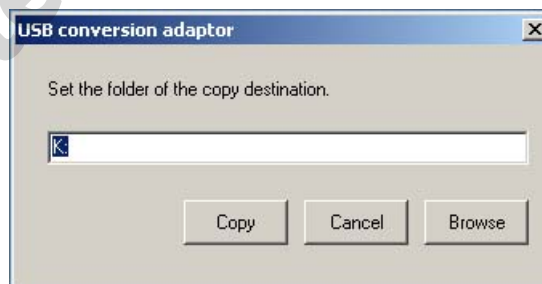 USB conversion adaptor
Set the folder of the copy destination.
K:
Copy Cancel Browse